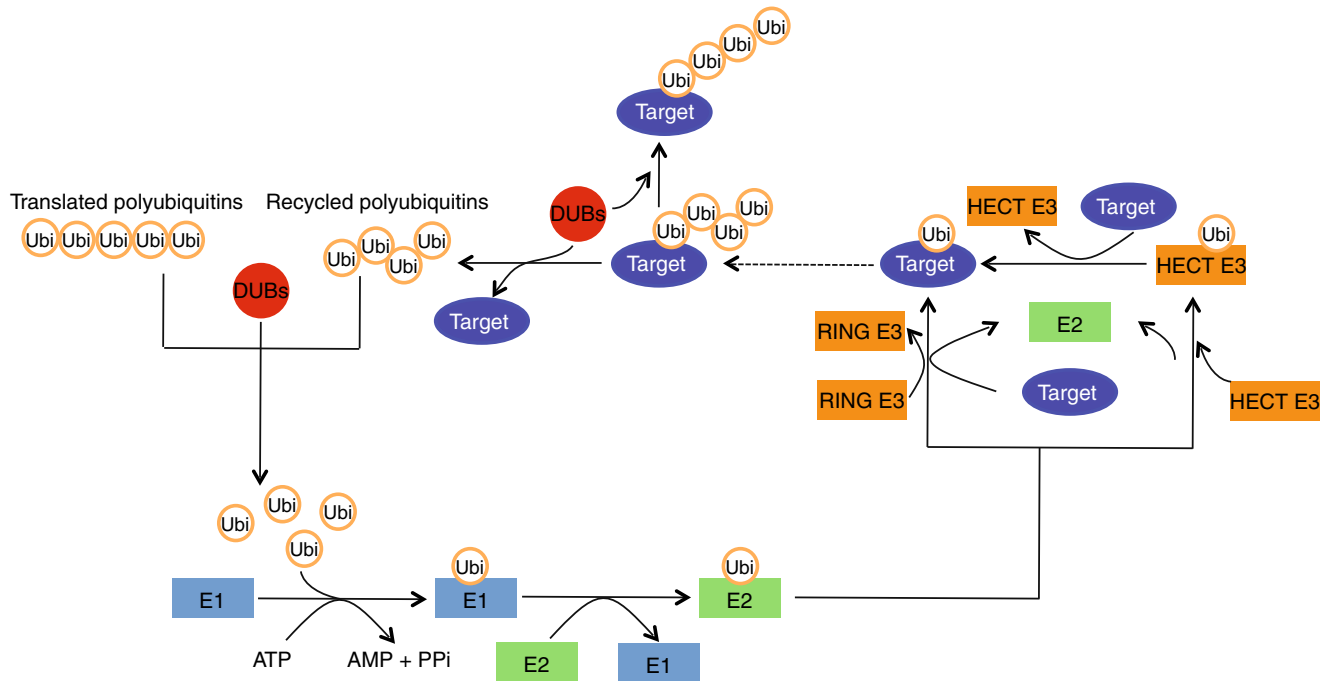 Ubi
Ubi
Ubi
Ubi
Target
Translated polyubiquitins
Recycled polyubiquitins
Ubi Ubi Ubi Ubi Ubi
Ubi Ubi Ubi Ubi
DUBs
DUBs
Target
Ubi Ubi Ubi Ubi Ubi
Target
Ubi
Target
HECT E3
Target
Ubi
HECT E3
RING E3
E2
RING E3
Target
HECT E3
Ubi
Ubi
Ubi
Ubi
E1
ATP
AMP + PPi
Ubi
E1
E2
E1
Ubi
E2